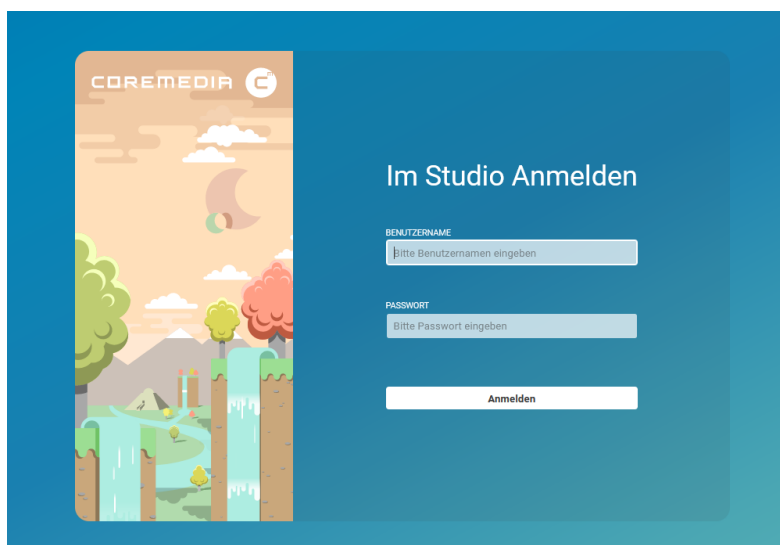 COREMEDIA C
Im Studio Anmelden
BENUTZERNAME
Bitte Benutzernamen eingeben
PASSWORT
Bitte Passwort eingeben
Anmelden